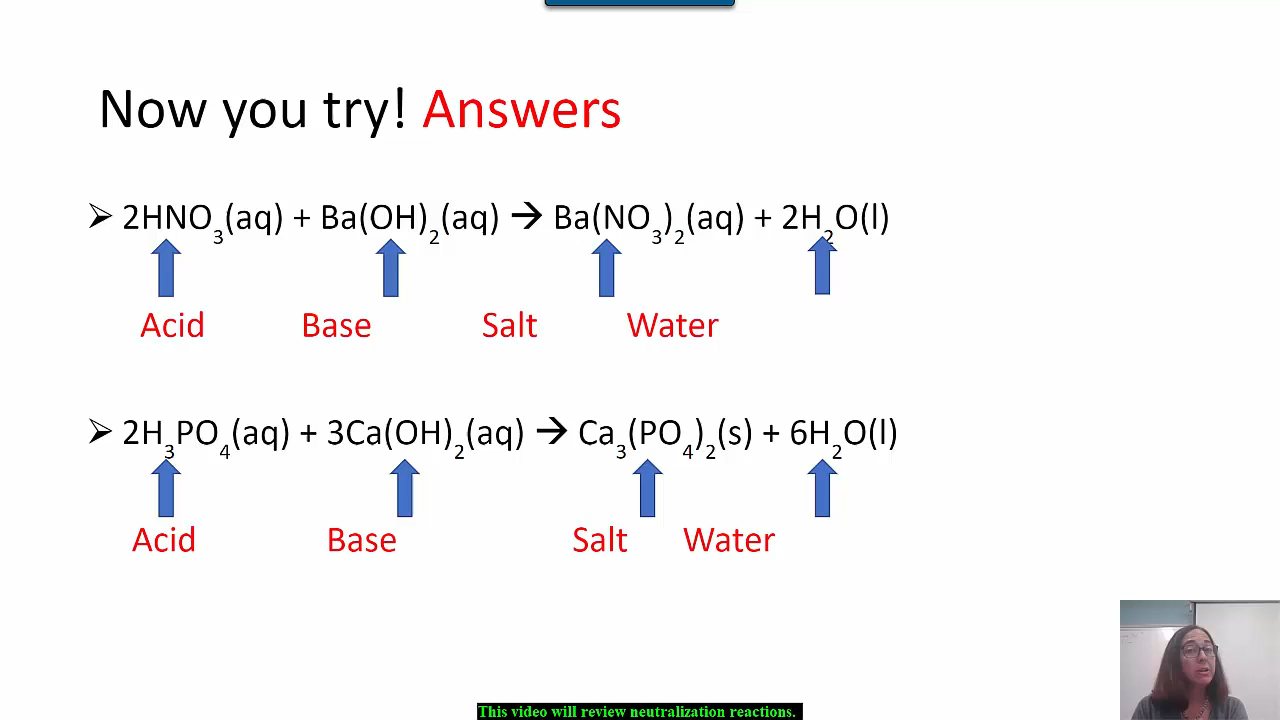 Now you try! Answers
➢ 2HNO₃(aq) + Ba(OH)₂(aq) → Ba(NO₃)₂(aq) + 2H₂O(l)
Acid Base Salt Water
➢ 2H₃PO₄(aq) + 3Ca(OH)₂(aq) → Ca₃(PO₄)₂(s) + 6H₂O(l)
Acid Base Salt Water
This video will review neutralization reactions.